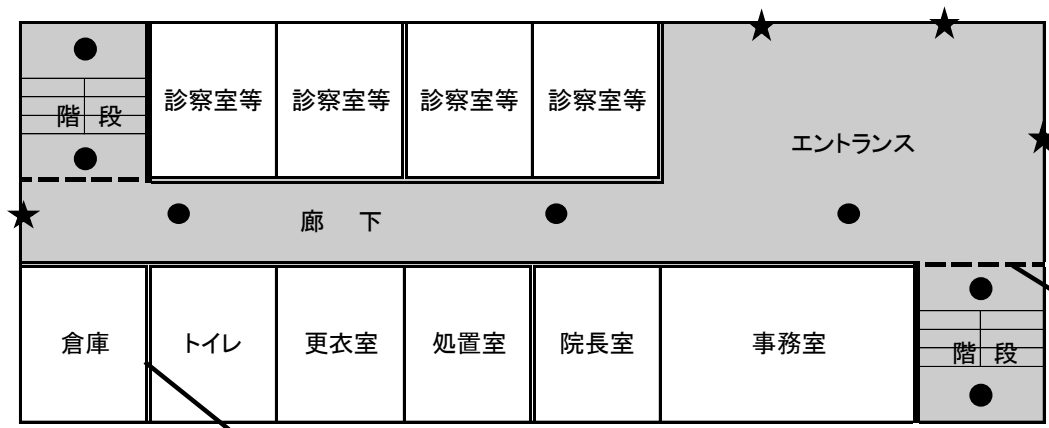 診察室等
診察室等
診察室等
診察室等
階 段
エントランス
廊 下
倉庫
トイレ
更衣室
処置室
院長室
事務室
階 段